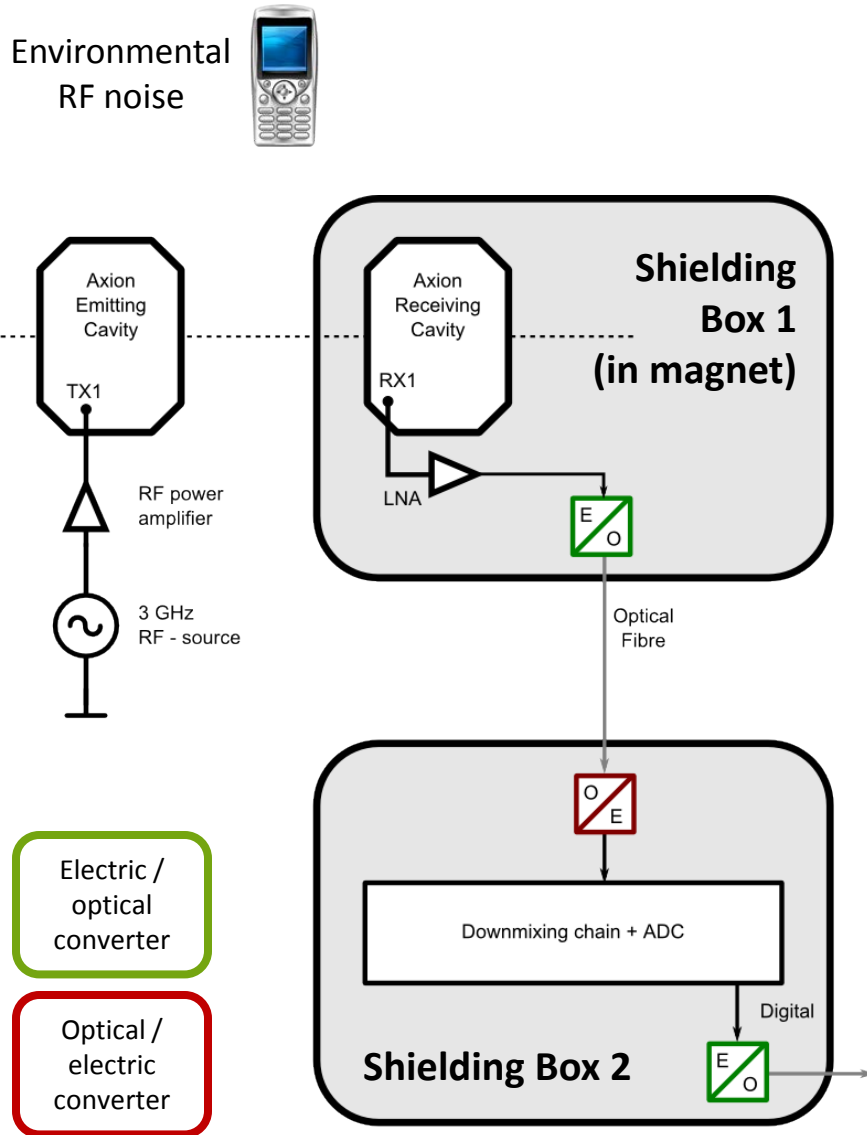 Environmental
RF noise
Axion
Emitting
Cavity
TX1
RF power
amplifier
3 GHz
RF - source
Axion
Receiving
Cavity
RX1
LNA
Shielding
Box 1
(in magnet)
E
O
Optical
Fibre
O
E
Downmixing chain + ADC
Digital
E
O
Shielding Box 2
Electric /
optical
converter
Optical /
electric
converter